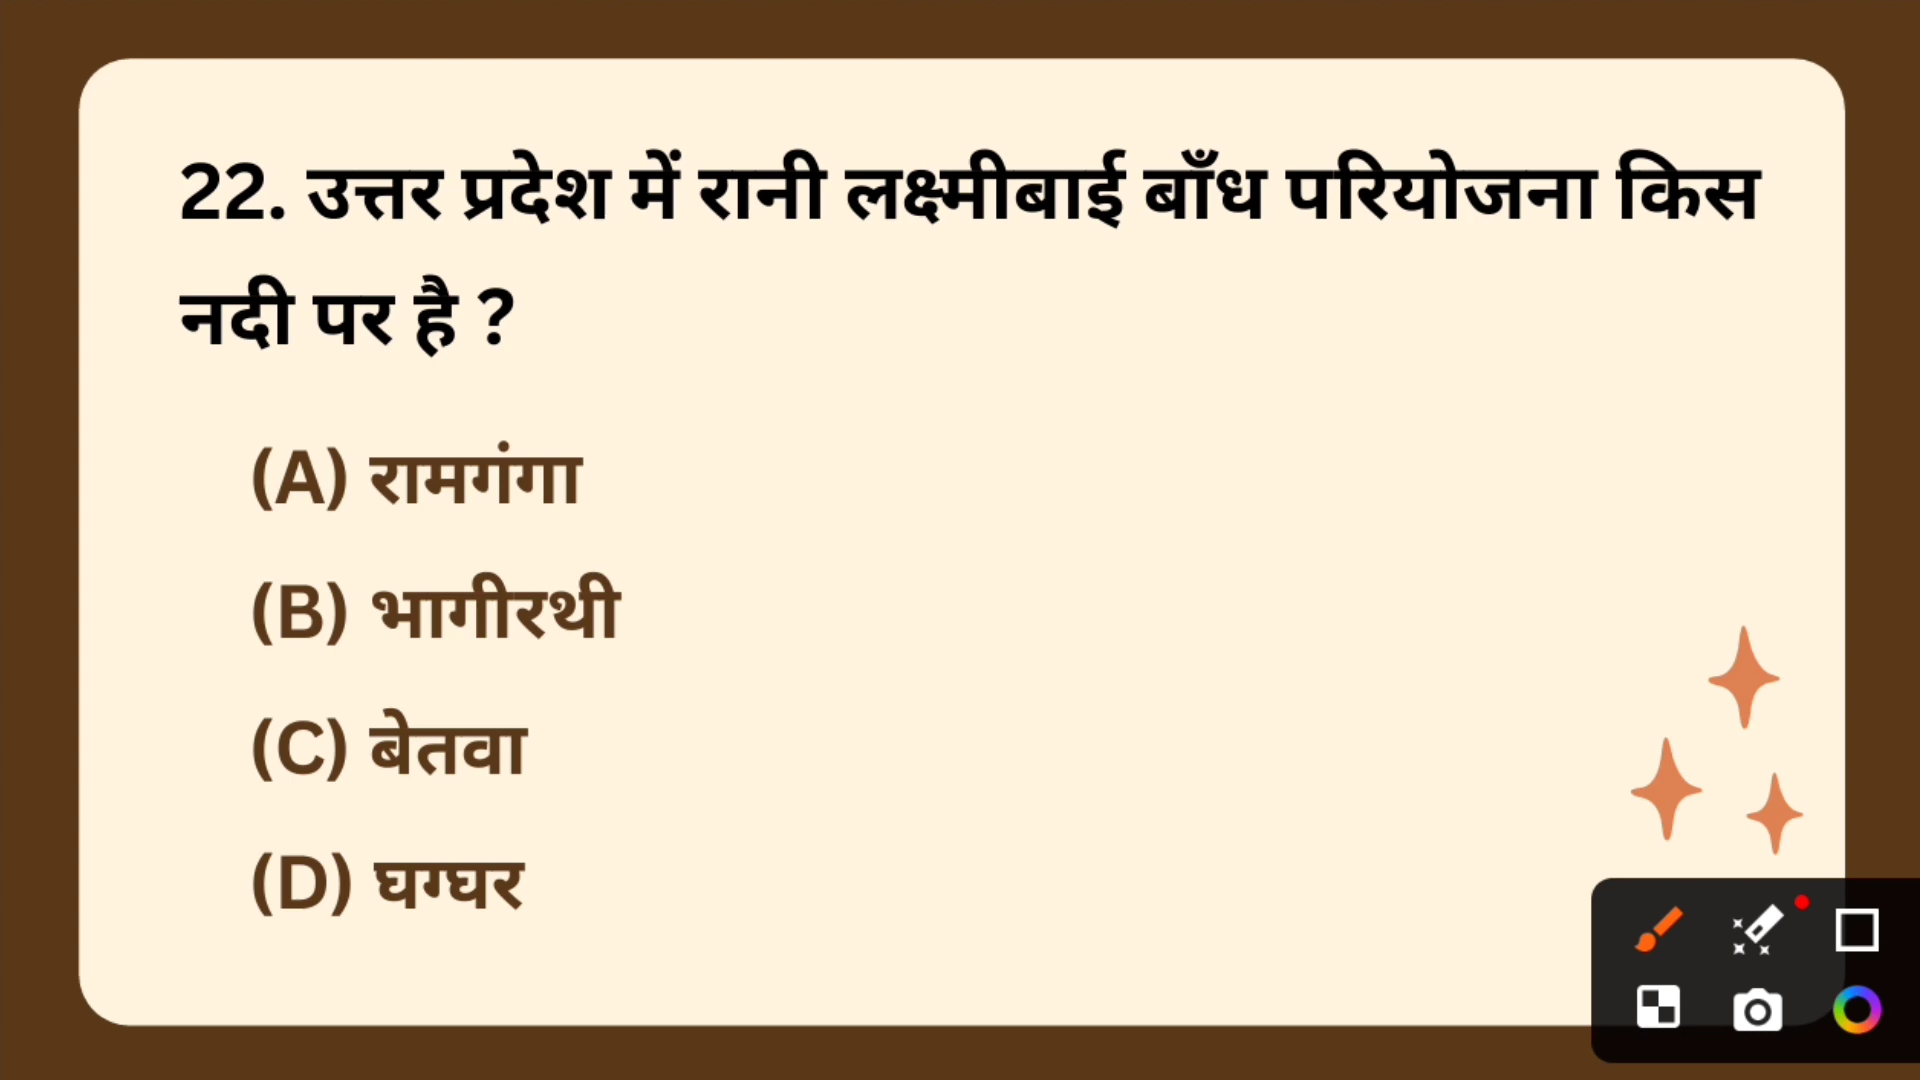 22. उत्तर प्रदेश में रानी लक्ष्मीबाई बाँध परियोजना किस
नदी पर है ?
(A) रामगंगा
(B) भागीरथी
(C) बेतवा
(D) घग्घर